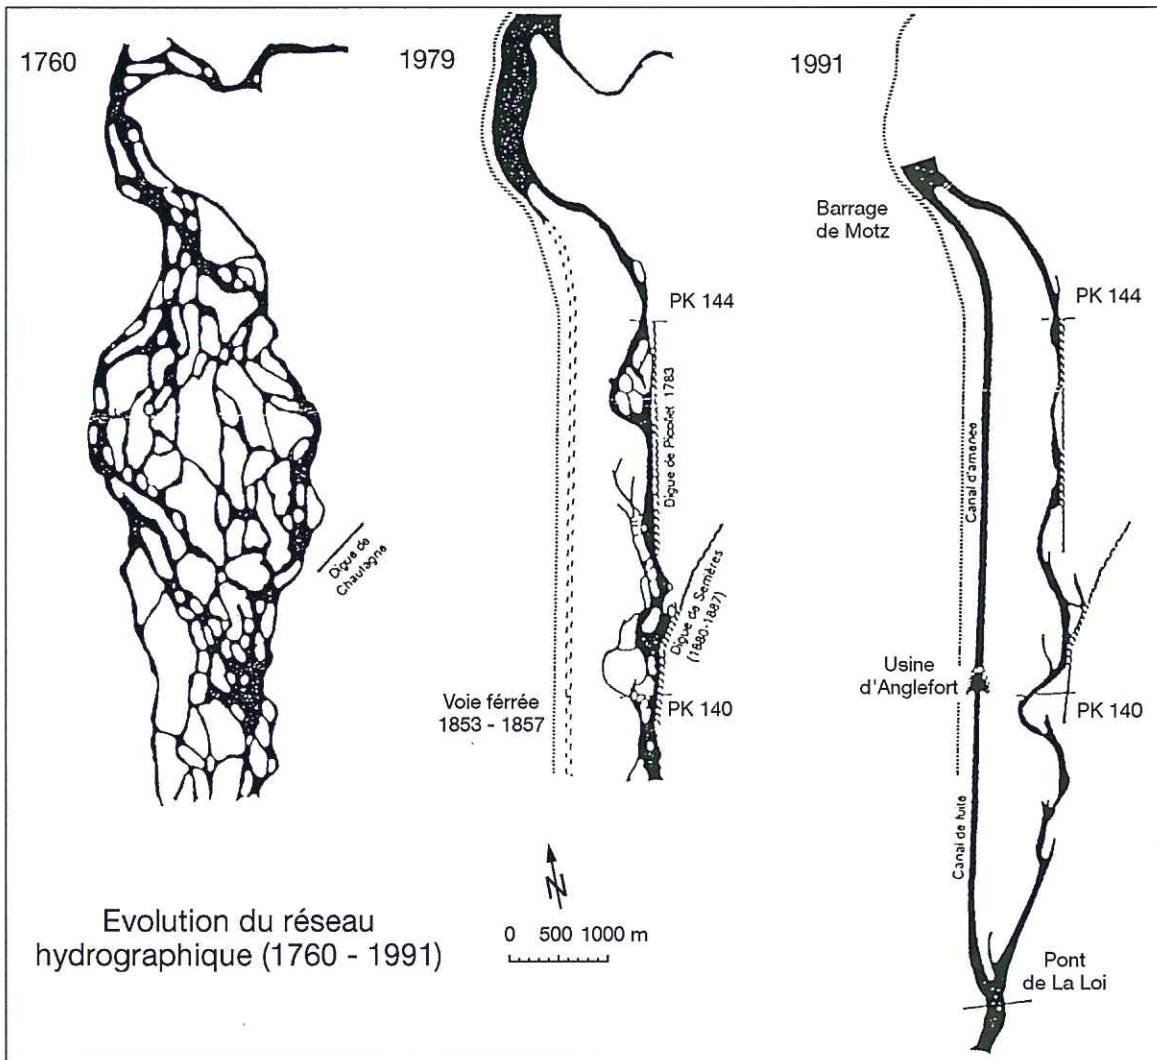 1760
Digue de
Chautagne
1979
PK 144
Digue de Picollet 1783
Digue de Semères
(1880-1887)
Voie férrée
1853 - 1857
PK 140
1991
Barrage
de Motz
PK 144
Canal d'amenée
Usine
d'Anglefort
PK 140
Canal de fuite
Pont
de La Loi
N
0 500 1000 m
Evolution du réseau
hydrographique (1760 - 1991)